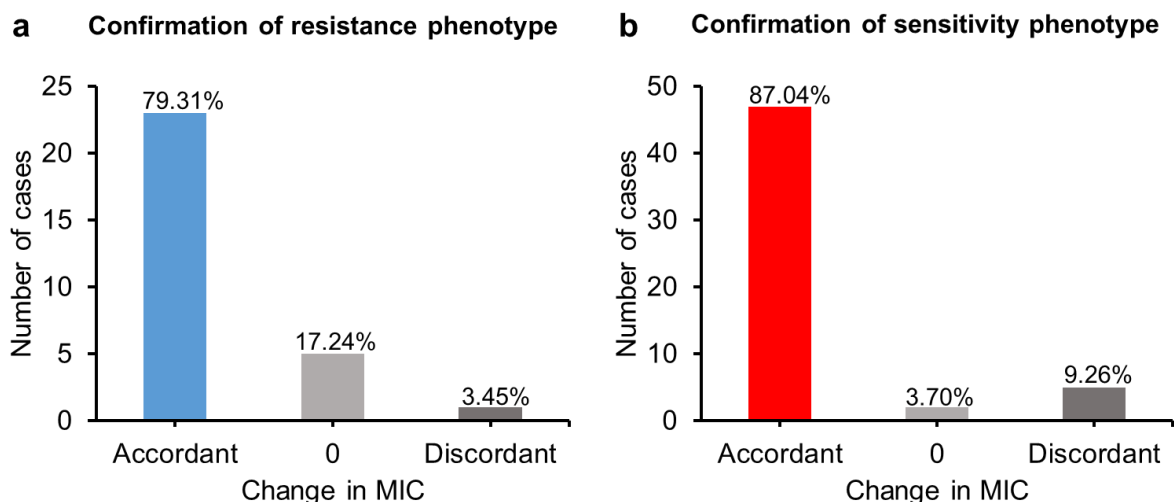 a Confirmation of resistance phenotype
25
20
15
10
5
0
Number of cases
79.31%
17.24%
3.45%
Accordant 0 Discordant
Change in MIC
b Confirmation of sensitivity phenotype
50
40
30
20
10
0
Number of cases
87.04%
3.70%
9.26%
Accordant 0 Discordant
Change in MIC